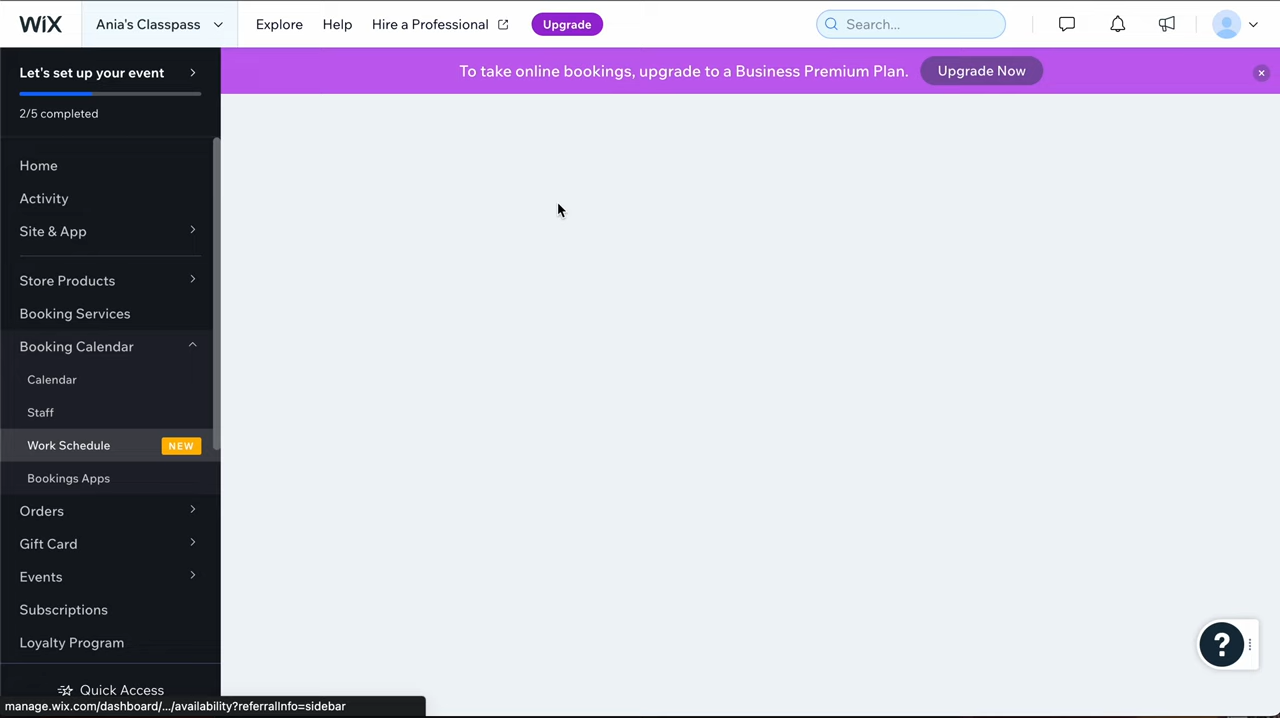 WIX
Ania's Classpass
Explore
Help
Hire a Professional
Upgrade
Search...
Let's set up your event
2/5 completed
To take online bookings, upgrade to a Business Premium Plan.
Upgrade Now
Home
Activity
Site & App
Store Products
Booking Services
Booking Calendar
Calendar
Staff
Work Schedule NEW
Bookings Apps
Orders
Gift Card
Events
Subscriptions
Loyalty Program
Quick Access
manage.wix.com/dashboard/.../availability?referralInfo=sidebar
?